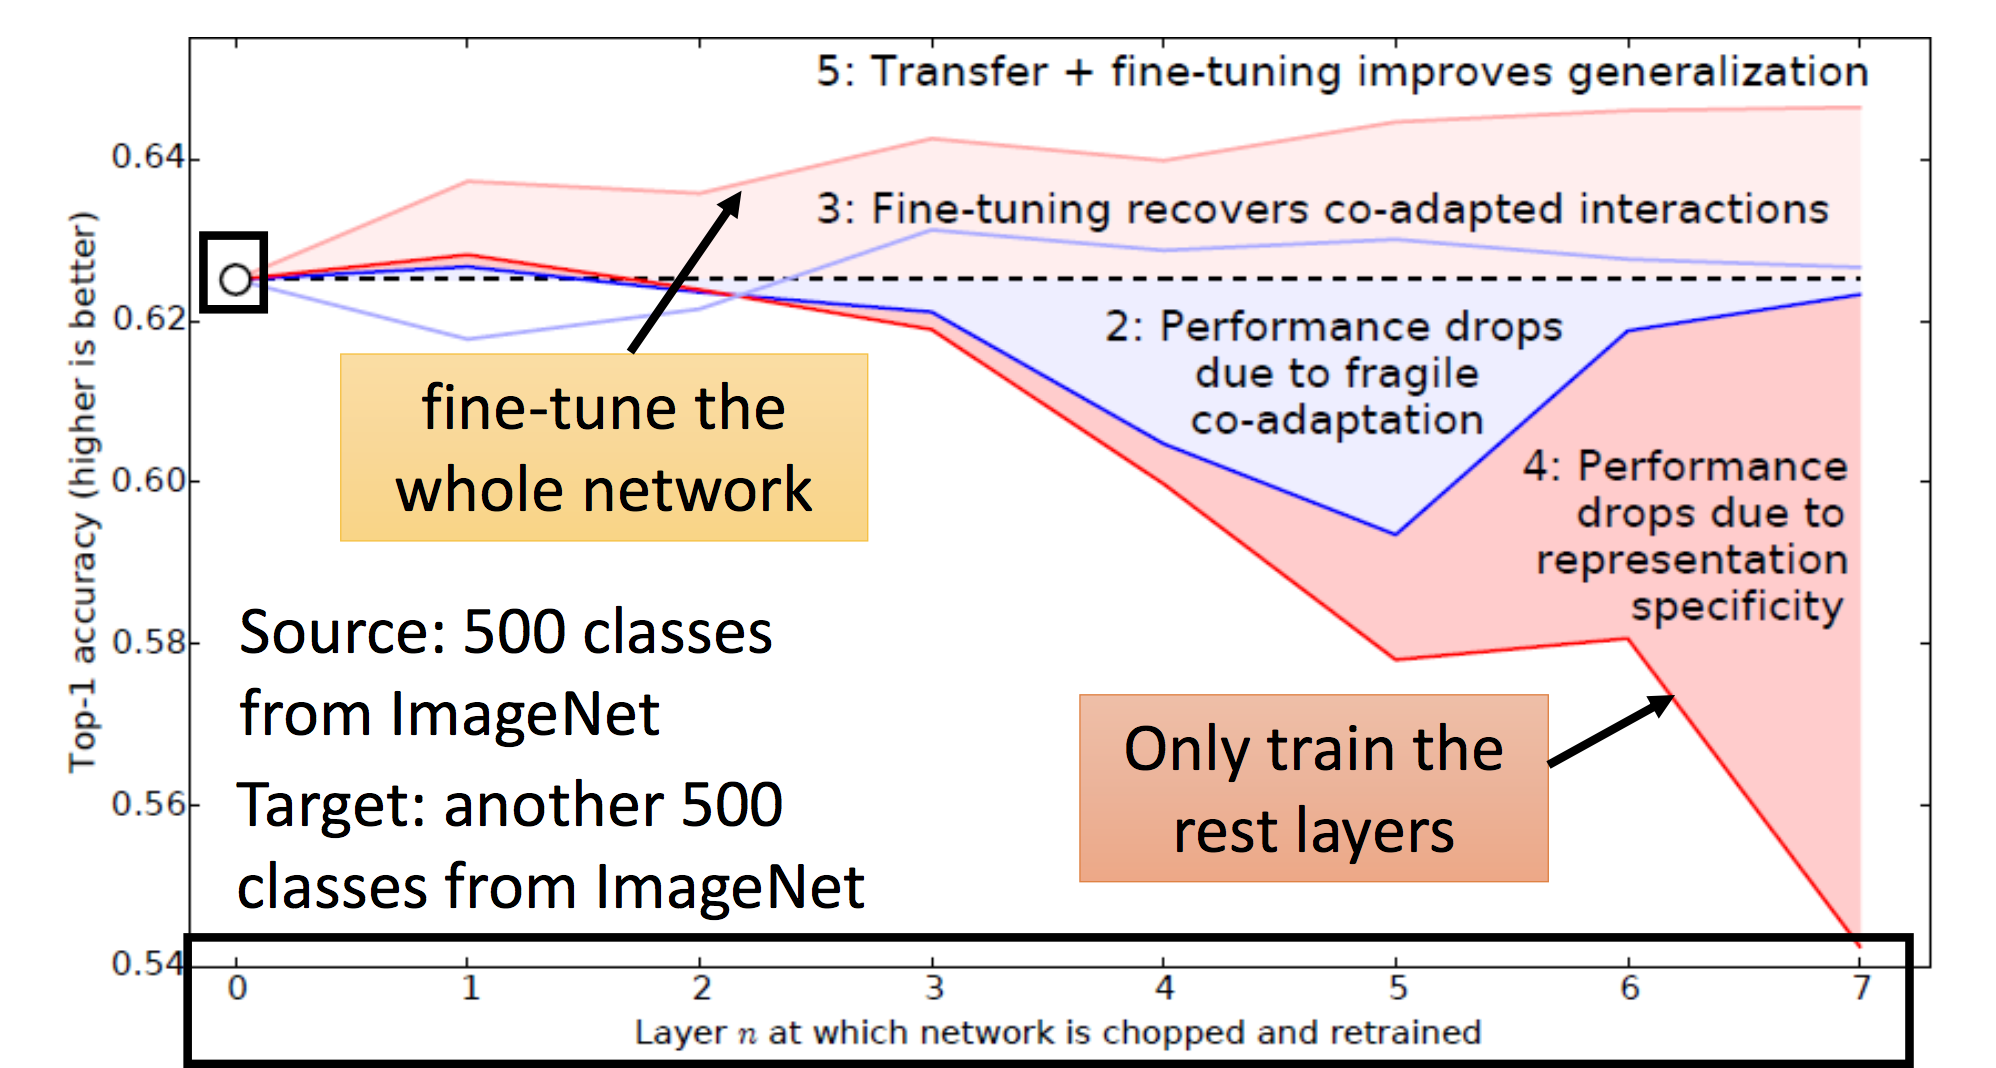 5: Transfer + fine-tuning improves generalization
3: Fine-tuning recovers co-adapted interactions
2: Performance drops
due to fragile
co-adaptation
4: Performance
drops due to
representation
specificity
fine-tune the
whole network
Source: 500 classes
from ImageNet
Target: another 500
classes from ImageNet
Only train the
rest layers
Top-1 accuracy (higher is better)
0.64
0.62
0.60
0.58
0.56
0.54
0 1 2 3 4 5 6 7
Layer n at which network is chopped and retrained